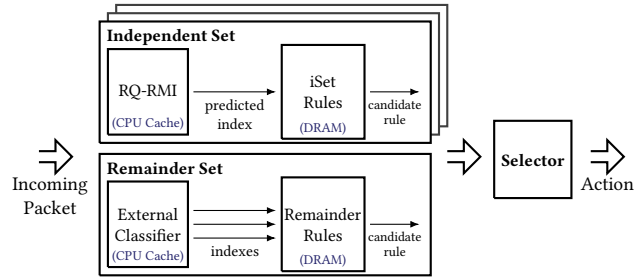 Independent Set
RQ-RMI
(CPU Cache)
predicted
index
iSet
Rules
(DRAM)
candidate
rule
Incoming
Packet
Remainder Set
External
Classifier
(CPU Cache)
indexes
Remainder
Rules
(DRAM)
candidate
rule
Selector
Action